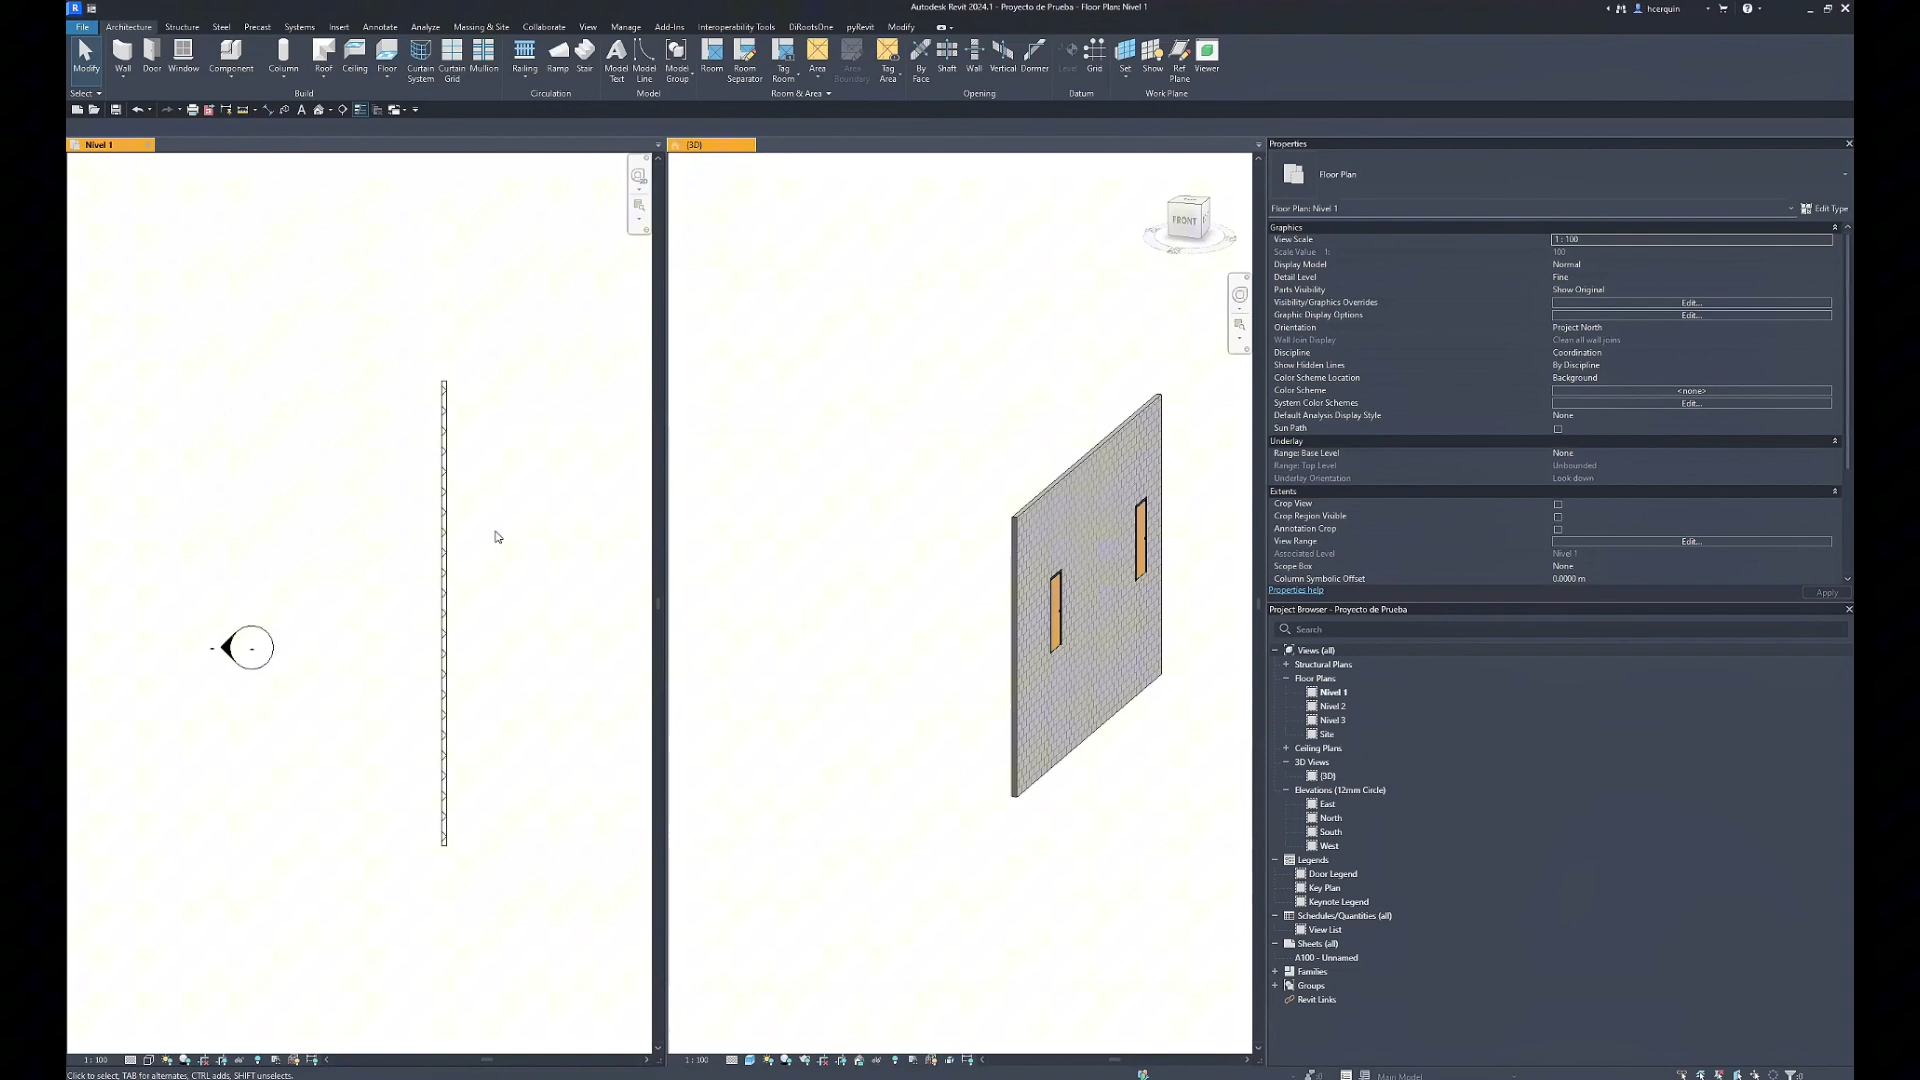 Autodesk Revit 2024.1 - Proyecto de Prueba - Floor Plan: Nivel 1
hcerquin
File Architecture Structure Steel Precast Systems Insert Annotate Analyze Massing & Site Collaborate View Manage Add-Ins Interoperability Tools DiRootsOne pyRevit Modify
Modify Wall Door Window Component Column Roof Ceiling Floor Curtain System Curtain Grid Mullion Railing Ramp Stair Model Text Model Line Model Group Room Room Separator Tag Room Area Area Boundary Tag Area By Face Shaft Wall Vertical Dormer Level Grid Set Show Ref Plane Viewer
Select Build Circulation Model Room & Area Opening Datum Work Plane
Nivel 1
(3D)
FRONT
Properties
Floor Plan
Floor Plan: Nivel 1 Edit Type
Graphics
View Scale 1 : 100
Scale Value 1: 100
Display Model Normal
Detail Level Fine
Parts Visibility Show Original
Visibility/Graphics Overrides Edit...
Graphic Display Options Edit...
Orientation Project North
Wall Join Display Clean all wall joins
Discipline Coordination
Show Hidden Lines By Discipline
Color Scheme Location Background
Color Scheme <none>
System Color Schemes Edit...
Default Analysis Display Style None
Sun Path
Underlay
Range: Base Level None
Range: Top Level Unbounded
Underlay Orientation Look down
Extents
Crop View
Crop Region Visible
Annotation Crop
View Range Edit...
Associated Level Nivel 1
Scope Box None
Column Symbolic Offset 0.0000 m
Properties help Apply
Project Browser - Proyecto de Prueba
Search
Views (all)
Structural Plans
Floor Plans
Nivel 1
Nivel 2
Nivel 3
Site
Ceiling Plans
3D Views
(3D)
Elevations (12mm Circle)
East
North
South
West
Legends
Door Legend
Key Plan
Keynote Legend
Schedules/Quantities (all)
View List
Sheets (all)
A100 - Unnamed
Families
Groups
Revit Links
1 : 100
1 : 100
Click to select, TAB for alternates, CTRL adds, SHIFT unselects.
:0 Main Model :0